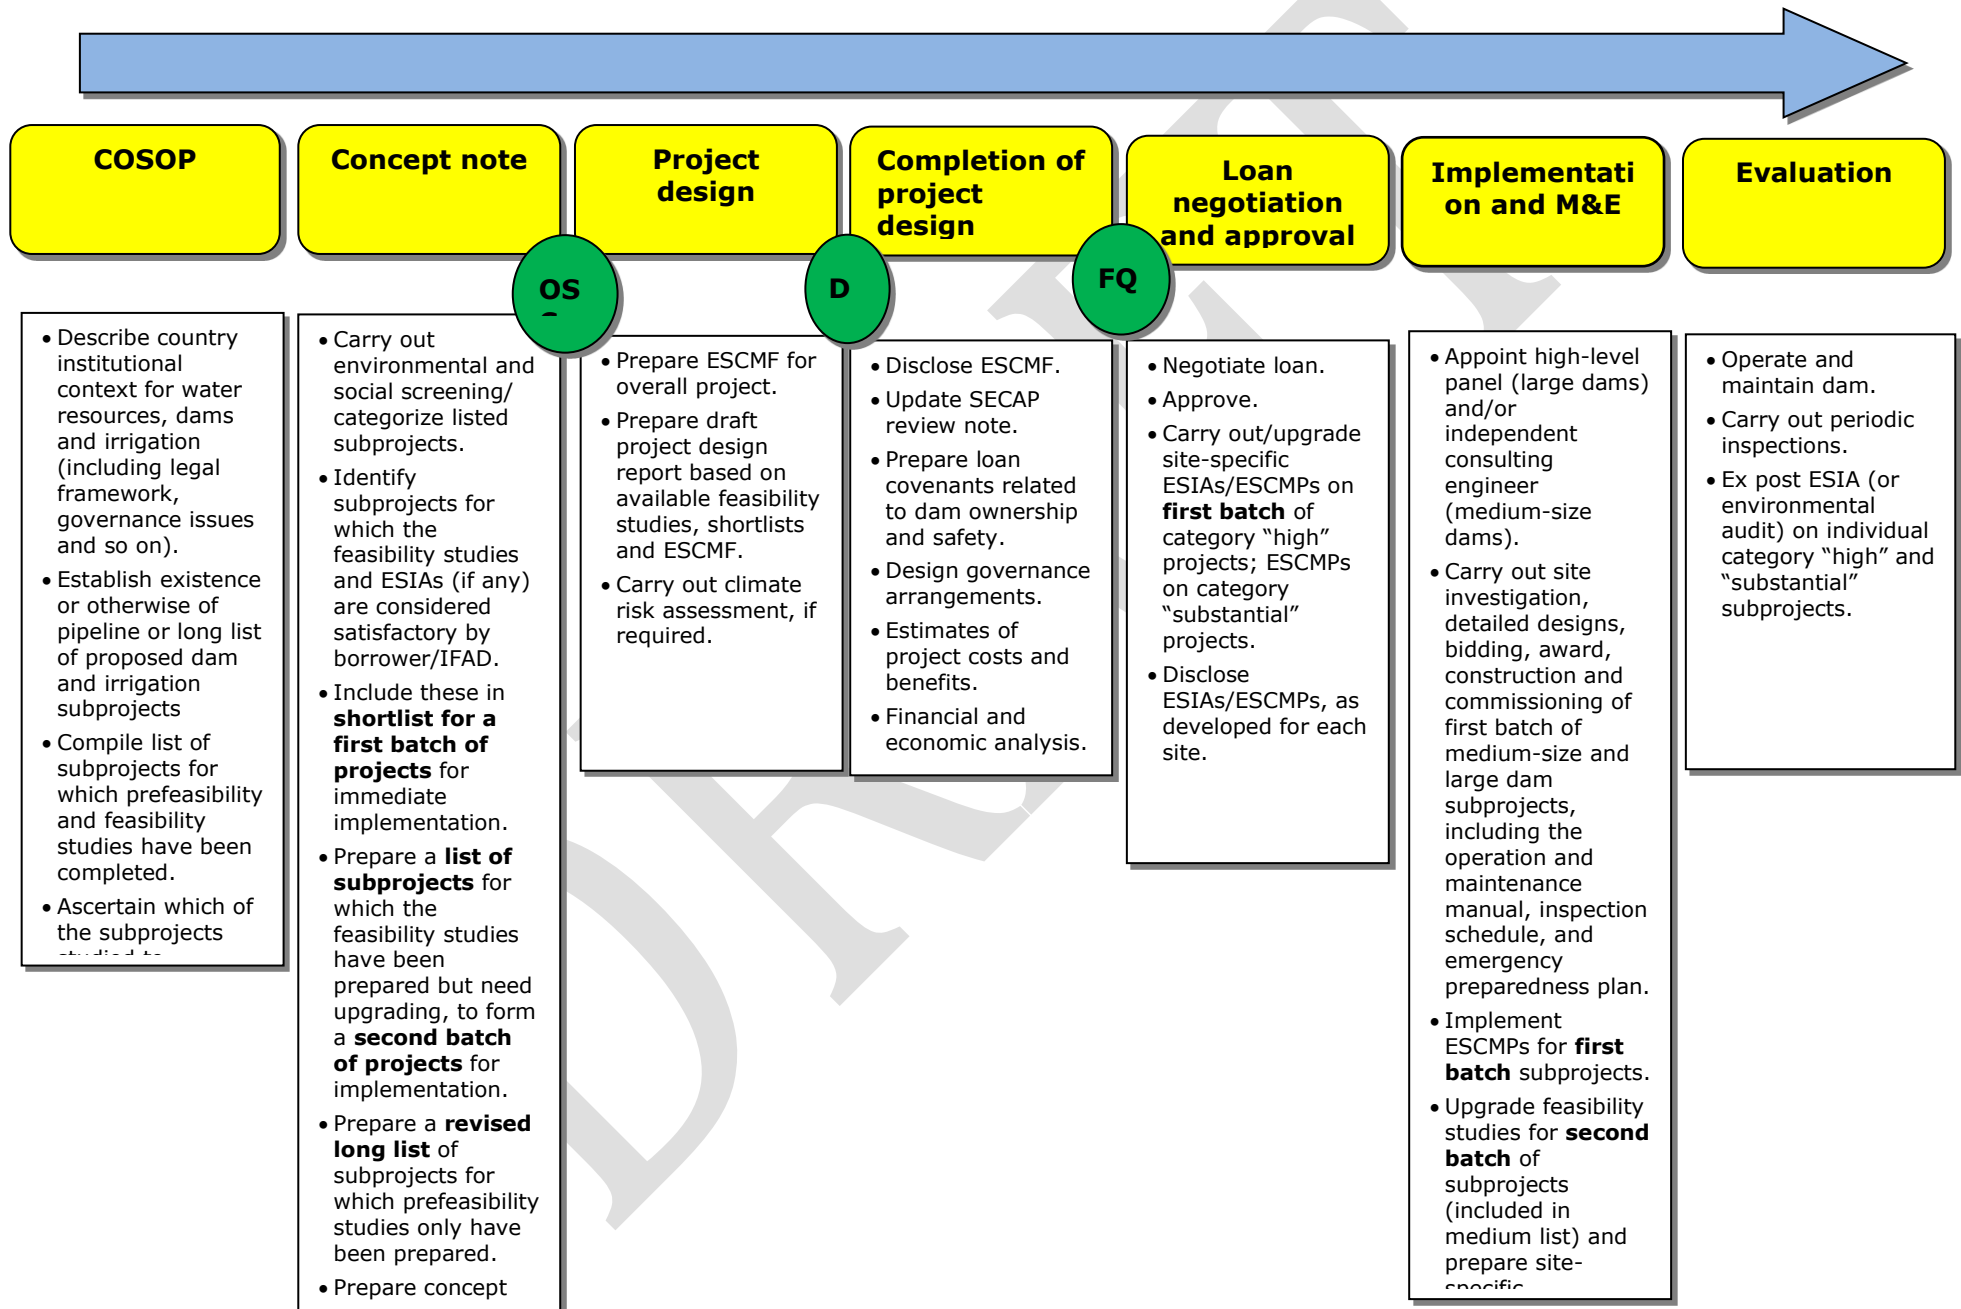 COSOP
Concept note
Project
design
Completion of
project
design
Loan
negotiation
and approval
Implementati
on and M&E
Evaluation
OS
D
FQ
• Describe country
institutional
context for water
resources, dams
and irrigation
(including legal
framework,
governance issues
and so on).
• Establish existence
or otherwise of
pipeline or long list
of proposed dam
and irrigation
subprojects
• Compile list of
subprojects for
which prefeasibility
and feasibility
studies have been
completed.
• Ascertain which of
the subprojects
studied to
• Carry out
environmental and
social screening/
categorize listed
subprojects.
• Identify
subprojects for
which the
feasibility studies
and ESIAs (if any)
are considered
satisfactory by
borrower/IFAD.
• Include these in
shortlist for a
first batch of
projects for
immediate
implementation.
• Prepare a list of
subprojects for
which the
feasibility studies
have been
prepared but need
upgrading, to form
a second batch
of projects for
implementation.
• Prepare a revised
long list of
subprojects for
which prefeasibility
studies only have
been prepared.
• Prepare concept
• Prepare ESCMF for
overall project.
• Prepare draft
project design
report based on
available feasibility
studies, shortlists
and ESCMF.
• Carry out climate
risk assessment, if
required.
• Disclose ESCMF.
• Update SECAP
review note.
• Prepare loan
covenants related
to dam ownership
and safety.
• Design governance
arrangements.
• Estimates of
project costs and
benefits.
• Financial and
economic analysis.
• Negotiate loan.
• Approve.
• Carry out/upgrade
site-specific
ESIAs/ESCMPs on
first batch of
category “high”
projects; ESCMPs
on category
“substantial”
projects.
• Disclose
ESIAs/ESCMPs, as
developed for each
site.
• Appoint high-level
panel (large dams)
and/or
independent
consulting
engineer
(medium-size
dams).
• Carry out site
investigation,
detailed designs,
bidding, award,
construction and
commissioning of
first batch of
medium-size and
large dam
subprojects,
including the
operation and
maintenance
manual, inspection
schedule, and
emergency
preparedness plan.
• Implement
ESCMPs for first
batch subprojects.
• Upgrade feasibility
studies for second
batch of
subprojects
(included in
medium list) and
prepare site-
specific
• Operate and
maintain dam.
• Carry out periodic
inspections.
• Ex post ESIA (or
environmental
audit) on individual
category “high” and
“substantial”
subprojects.
DRAFT